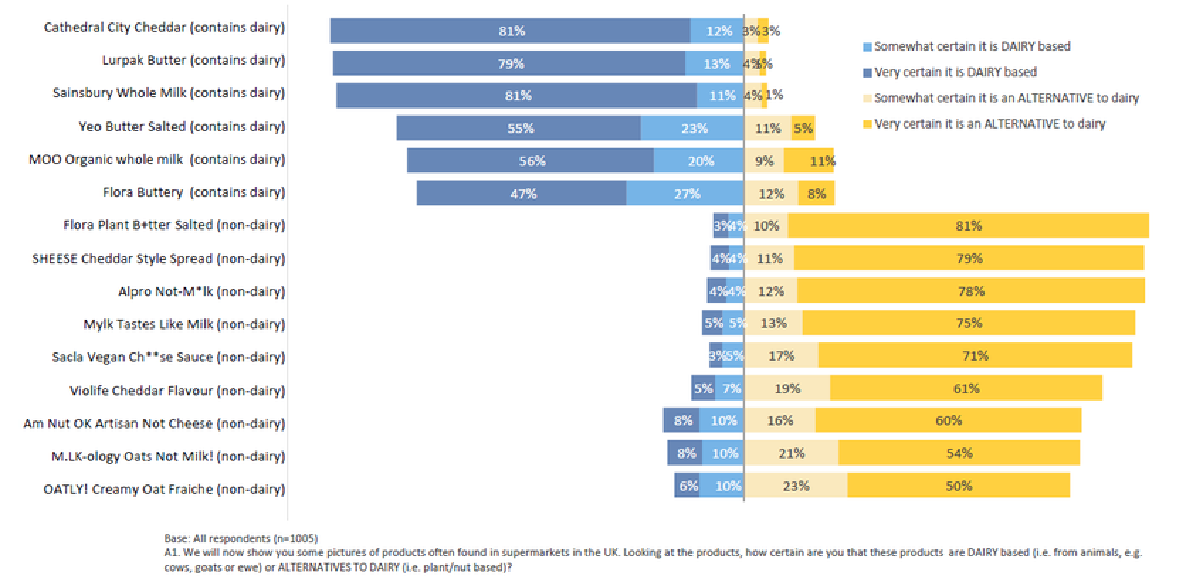 Cathedral City Cheddar (contains dairy) 81% 12% 3% 3%
Somewhat certain it is DAIRY based
Lurpak Butter (contains dairy) 79% 13% 4%
Very certain it is DAIRY based
Sainsbury Whole Milk (contains dairy) 81% 11% 4% 1%
Somewhat certain it is an ALTERNATIVE to dairy
Yeo Butter Salted (contains dairy) 55% 23% 11% 5%
Very certain it is an ALTERNATIVE to dairy
MOO Organic whole milk (contains dairy) 56% 20% 9% 11%
Flora Buttery (contains dairy) 47% 27% 12% 8%
Flora Plant B+tter Salted (non-dairy) 3% 4% 10% 81%
SHEESE Cheddar Style Spread (non-dairy) 4% 4% 11% 79%
Alpro Not-M*lk (non-dairy) 4% 4% 12% 78%
Mylk Tastes Like Milk (non-dairy) 5% 5% 13% 75%
Sacla Vegan Ch**se Sauce (non-dairy) 3% 5% 17% 71%
Violife Cheddar Flavour (non-dairy) 5% 7% 19% 61%
Am Nut OK Artisan Not Cheese (non-dairy) 8% 10% 16% 60%
M.LK-ology Oats Not Milk! (non-dairy) 8% 10% 21% 54%
OATLY! Creamy Oat Fraiche (non-dairy) 6% 10% 23% 50%
Base: All respondents (n=1005)
A1. We will now show you some pictures of products often found in supermarkets in the UK. Looking at the products, how certain are you that these products are DAIRY based (i.e. from animals, e.g.
cows, goats or ewe) or ALTERNATIVES TO DAIRY (i.e. plant/nut based)?